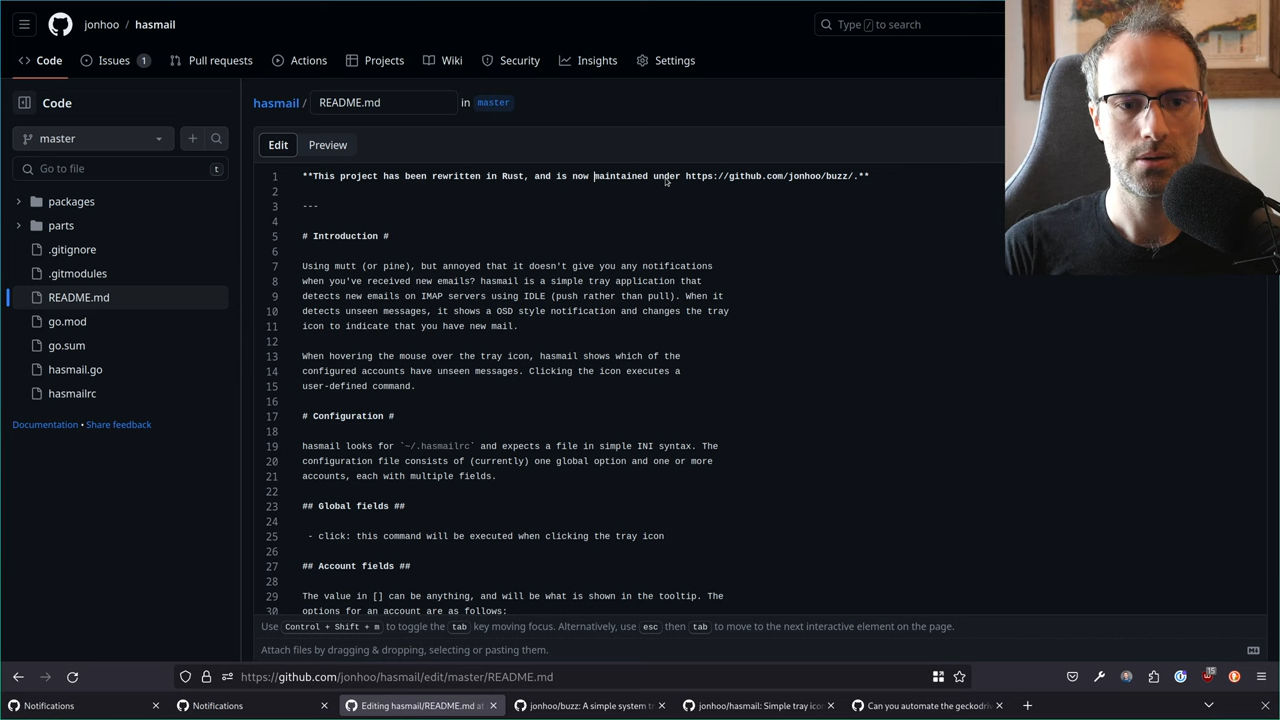 jonhoo / hasmail
Type / to search
Code
Issues 1
Pull requests
Actions
Projects
Wiki
Security
Insights
Settings
Code
hasmail / README.md in master
master
Go to file t
Edit Preview
packages
parts
.gitignore
.gitmodules
README.md
go.mod
go.sum
hasmail.go
hasmailrc
Documentation • Share feedback
1 **This project has been rewritten in Rust, and is now maintained under https://github.com/jonhoo/buzz/.**
2
3 ---
4
5 # Introduction #
6
7 Using mutt (or pine), but annoyed that it doesn't give you any notifications
8 when you've received new emails? hasmail is a simple tray application that
9 detects new emails on IMAP servers using IDLE (push rather than pull). When it
10 detects unseen messages, it shows a OSD style notification and changes the tray
11 icon to indicate that you have new mail.
12
13 When hovering the mouse over the tray icon, hasmail shows which of the
14 configured accounts have unseen messages. Clicking the icon executes a
15 user-defined command.
16
17 # Configuration #
18
19 hasmail looks for `~/.hasmailrc` and expects a file in simple INI syntax. The
20 configuration file consists of (currently) one global option and one or more
21 accounts, each with multiple fields.
22
23 ## Global fields ##
24
25 - click: this command will be executed when clicking the tray icon
26
27 ## Account fields ##
28
29 The value in [] can be anything, and will be what is shown in the tooltip. The
30 options for an account are as follows:
Use Control + Shift + m to toggle the tab key moving focus. Alternatively, use esc then tab to move to the next interactive element on the page.
Attach files by dragging & dropping, selecting or pasting them.
https://github.com/jonhoo/hasmail/edit/master/README.md
15
Notifications
Notifications
Editing hasmail/README.md at
jonhoo/buzz: A simple system t
jonhoo/hasmail: Simple tray ico
Can you automate the geckodriv